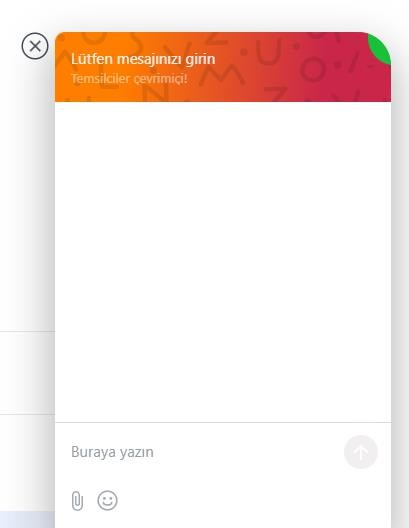 Lütfen mesajınızı girin
Temsilciler çevrimiçi!
Buraya yazın